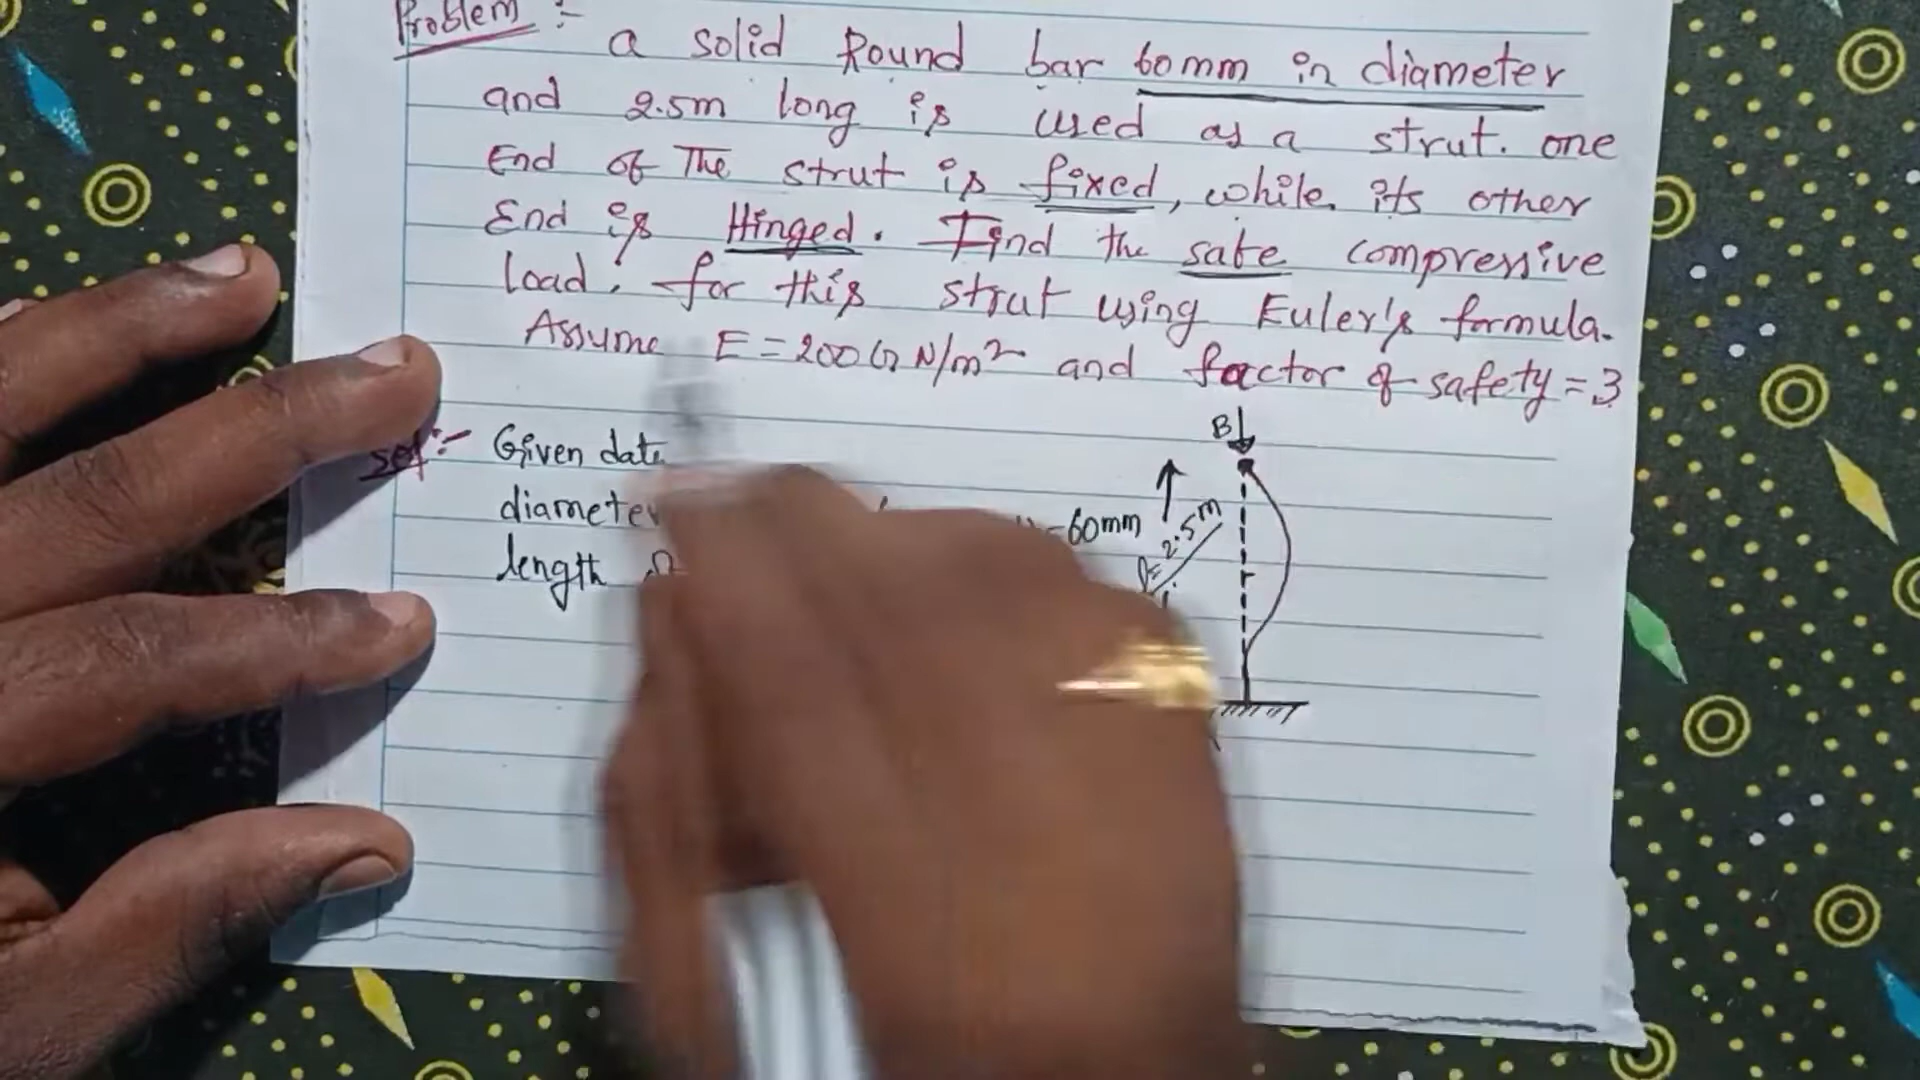 Problem :-
a solid Round bar 60mm in diameter
and 2.5m long is used as a strut. one
End of The strut is fixed, while its other
End is Hinged. Find the safe compressive
load. for this strut using Euler's formula.
Assume E = 200 G N/m² and factor of safety = 3
Sol:- Given data
diameter = 60mm
length
B
l = 2.5m